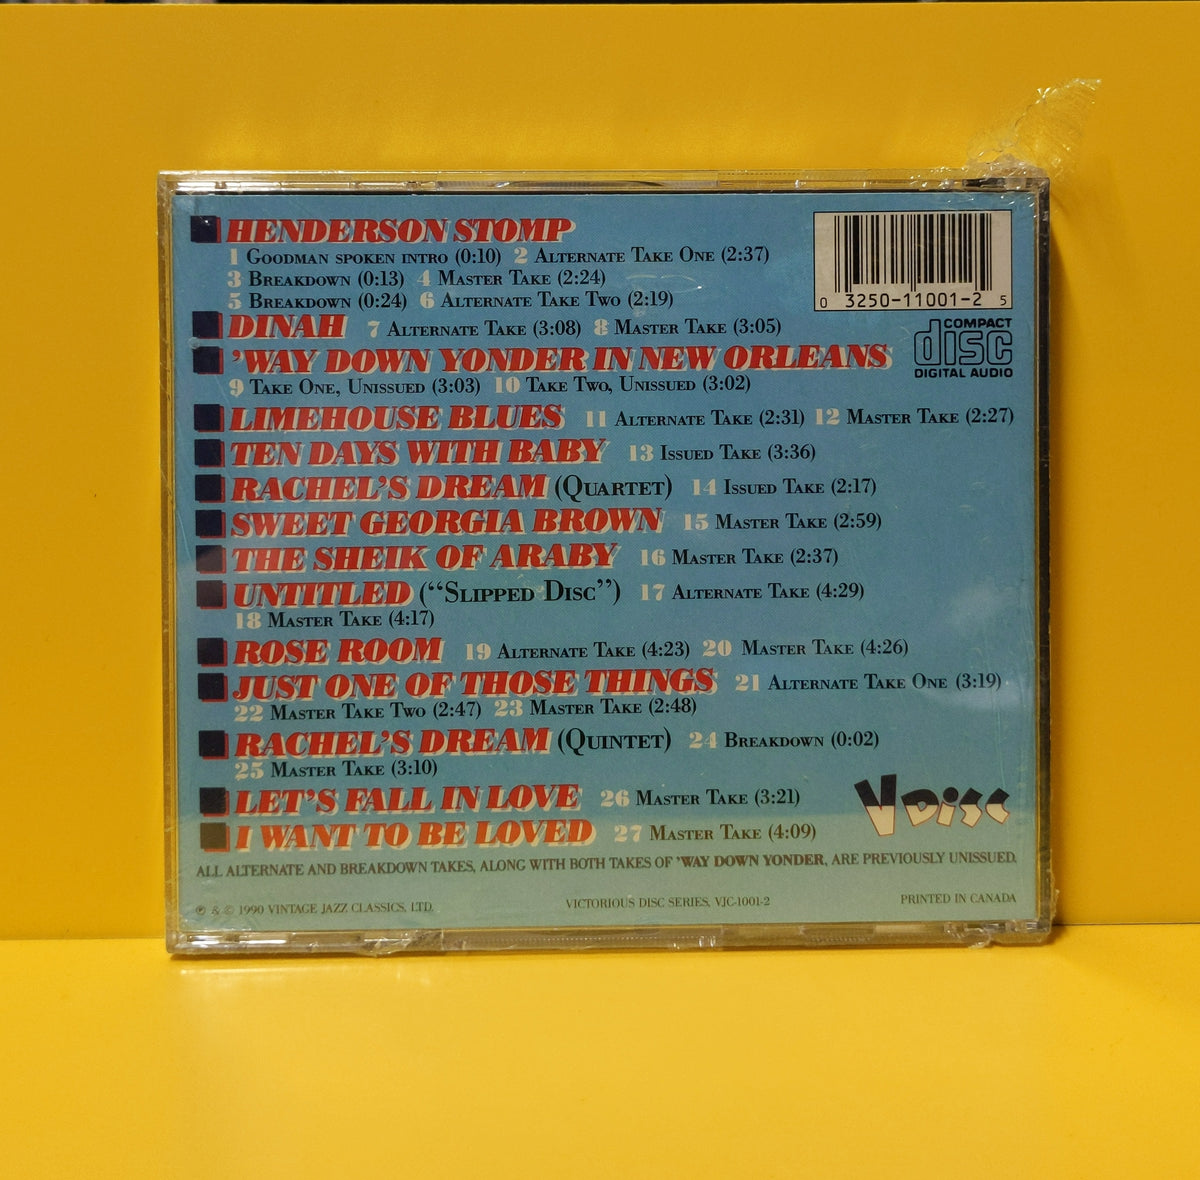 HENDERSON STOMP
1 GOODMAN SPOKEN INTRO (0:10) 2 ALTERNATE TAKE ONE (2:37)
3 BREAKDOWN (0:13) 4 MASTER TAKE (2:24)
5 BREAKDOWN (0:24) 6 ALTERNATE TAKE TWO (2:19)
0 3250-11001-2 5
DINAH 7 ALTERNATE TAKE (3:08) 8 MASTER TAKE (3:05)
COMPACT
disc
DIGITAL AUDIO
'WAY DOWN YONDER IN NEW ORLEANS
9 TAKE ONE, UNISSUED (3:03) 10 TAKE TWO, UNISSUED (3:02)
LIMEHOUSE BLUES 11 ALTERNATE TAKE (2:31) 12 MASTER TAKE (2:27)
TEN DAYS WITH BABY 13 ISSUED TAKE (3:36)
RACHEL'S DREAM (QUARTET) 14 ISSUED TAKE (2:17)
SWEET GEORGIA BROWN 15 MASTER TAKE (2:59)
THE SHEIK OF ARABY 16 MASTER TAKE (2:37)
UNTITLED ("SLIPPED DISC") 17 ALTERNATE TAKE (4:29)
18 MASTER TAKE (4:17)
ROSE ROOM 19 ALTERNATE TAKE (4:23) 20 MASTER TAKE (4:26)
JUST ONE OF THOSE THINGS 21 ALTERNATE TAKE ONE (3:19)
22 MASTER TAKE TWO (2:47) 23 MASTER TAKE (2:48)
RACHEL'S DREAM (QUINTET) 24 BREAKDOWN (0:02)
25 MASTER TAKE (3:10)
LET'S FALL IN LOVE 26 MASTER TAKE (3:21)
I WANT TO BE LOVED 27 MASTER TAKE (4:09)
V DISC
ALL ALTERNATE AND BREAKDOWN TAKES, ALONG WITH BOTH TAKES OF 'WAY DOWN YONDER, ARE PREVIOUSLY UNISSUED.
℗ & © 1990 VINTAGE JAZZ CLASSICS, LTD. VICTORIOUS DISC SERIES, VJC-1001-2 PRINTED IN CANADA